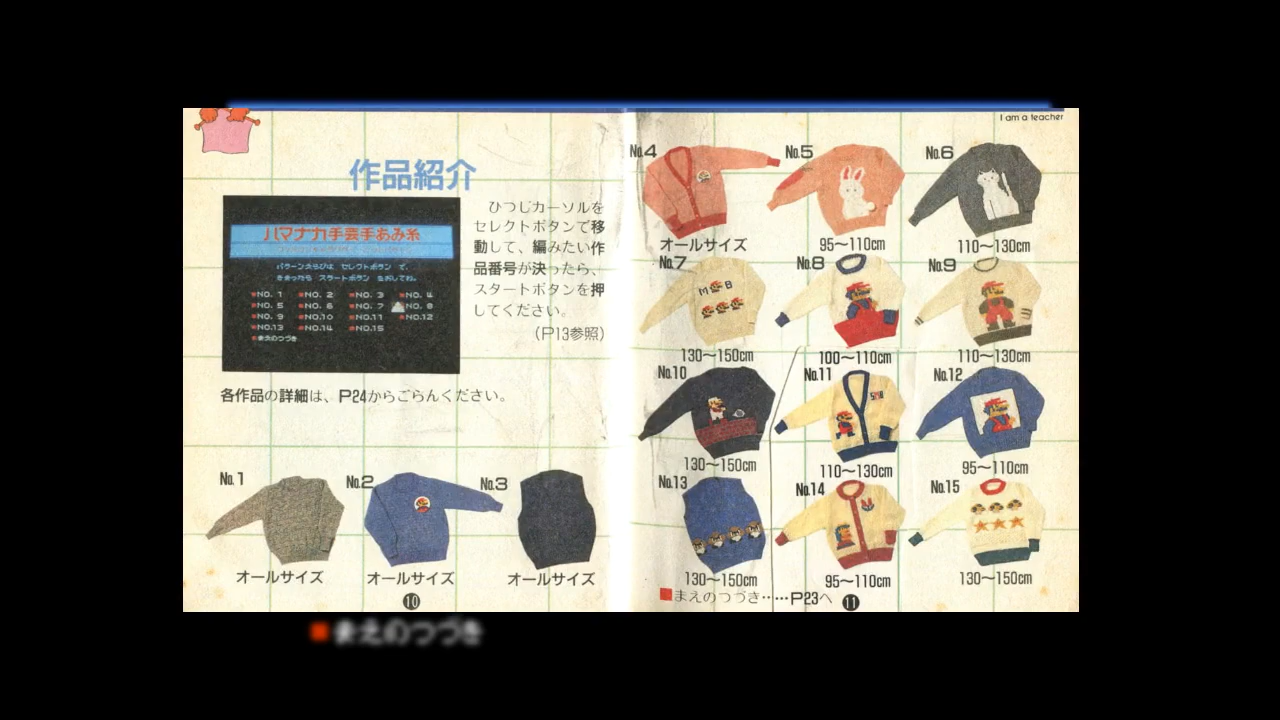 I am a teacher
作品紹介
ハマナカ手芸手あみ糸
パターンえらびは セレクトボタン で、
きまったら スタートボタン をおしてね。
NO. 1 NO. 2 NO. 3 NO. 4
NO. 5 NO. 6 NO. 7 NO. 8
NO. 9 NO.10 NO.11 NO.12
NO.13 NO.14 NO.15
まえのつづき
ひつじカーソルを
セレクトボタンで移
動して、編みたい作
品番号が決ったら、
スタートボタンを押
してください。
(P13参照)
各作品の詳細は、P24からごらんください。
No.1
オールサイズ
No.2
オールサイズ
No.3
オールサイズ
10
No.4
オールサイズ
No.5
95〜110cm
No.6
110〜130cm
No.7
130〜150cm
No.8
100〜110cm
No.9
110〜130cm
No.10
130〜150cm
No.11
110〜130cm
No.12
95〜110cm
No.13
130〜150cm
No.14
95〜110cm
No.15
130〜150cm
まえのつづき……P23へ
11
まえのつづき